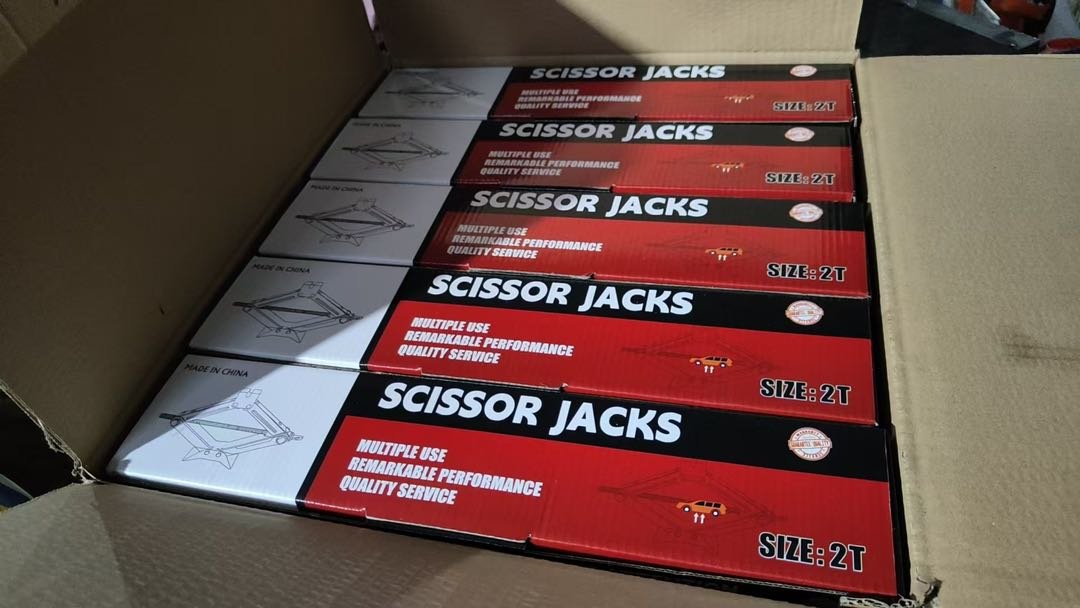 SCISSOR JACKS
MULTIPLE USE
REMARKABLE PERFORMANCE
QUALITY SERVICE
SIZE: 2T
MADE IN CHINA
SCISSOR JACKS
MULTIPLE USE
REMARKABLE PERFORMANCE
QUALITY SERVICE
SIZE: 2T
MADE IN CHINA
SCISSOR JACKS
MULTIPLE USE
REMARKABLE PERFORMANCE
QUALITY SERVICE
SIZE: 2T
MADE IN CHINA
SCISSOR JACKS
MULTIPLE USE
REMARKABLE PERFORMANCE
QUALITY SERVICE
SIZE: 2T
MADE IN CHINA
SCISSOR JACKS
MULTIPLE USE
REMARKABLE PERFORMANCE
QUALITY SERVICE
SIZE: 2T